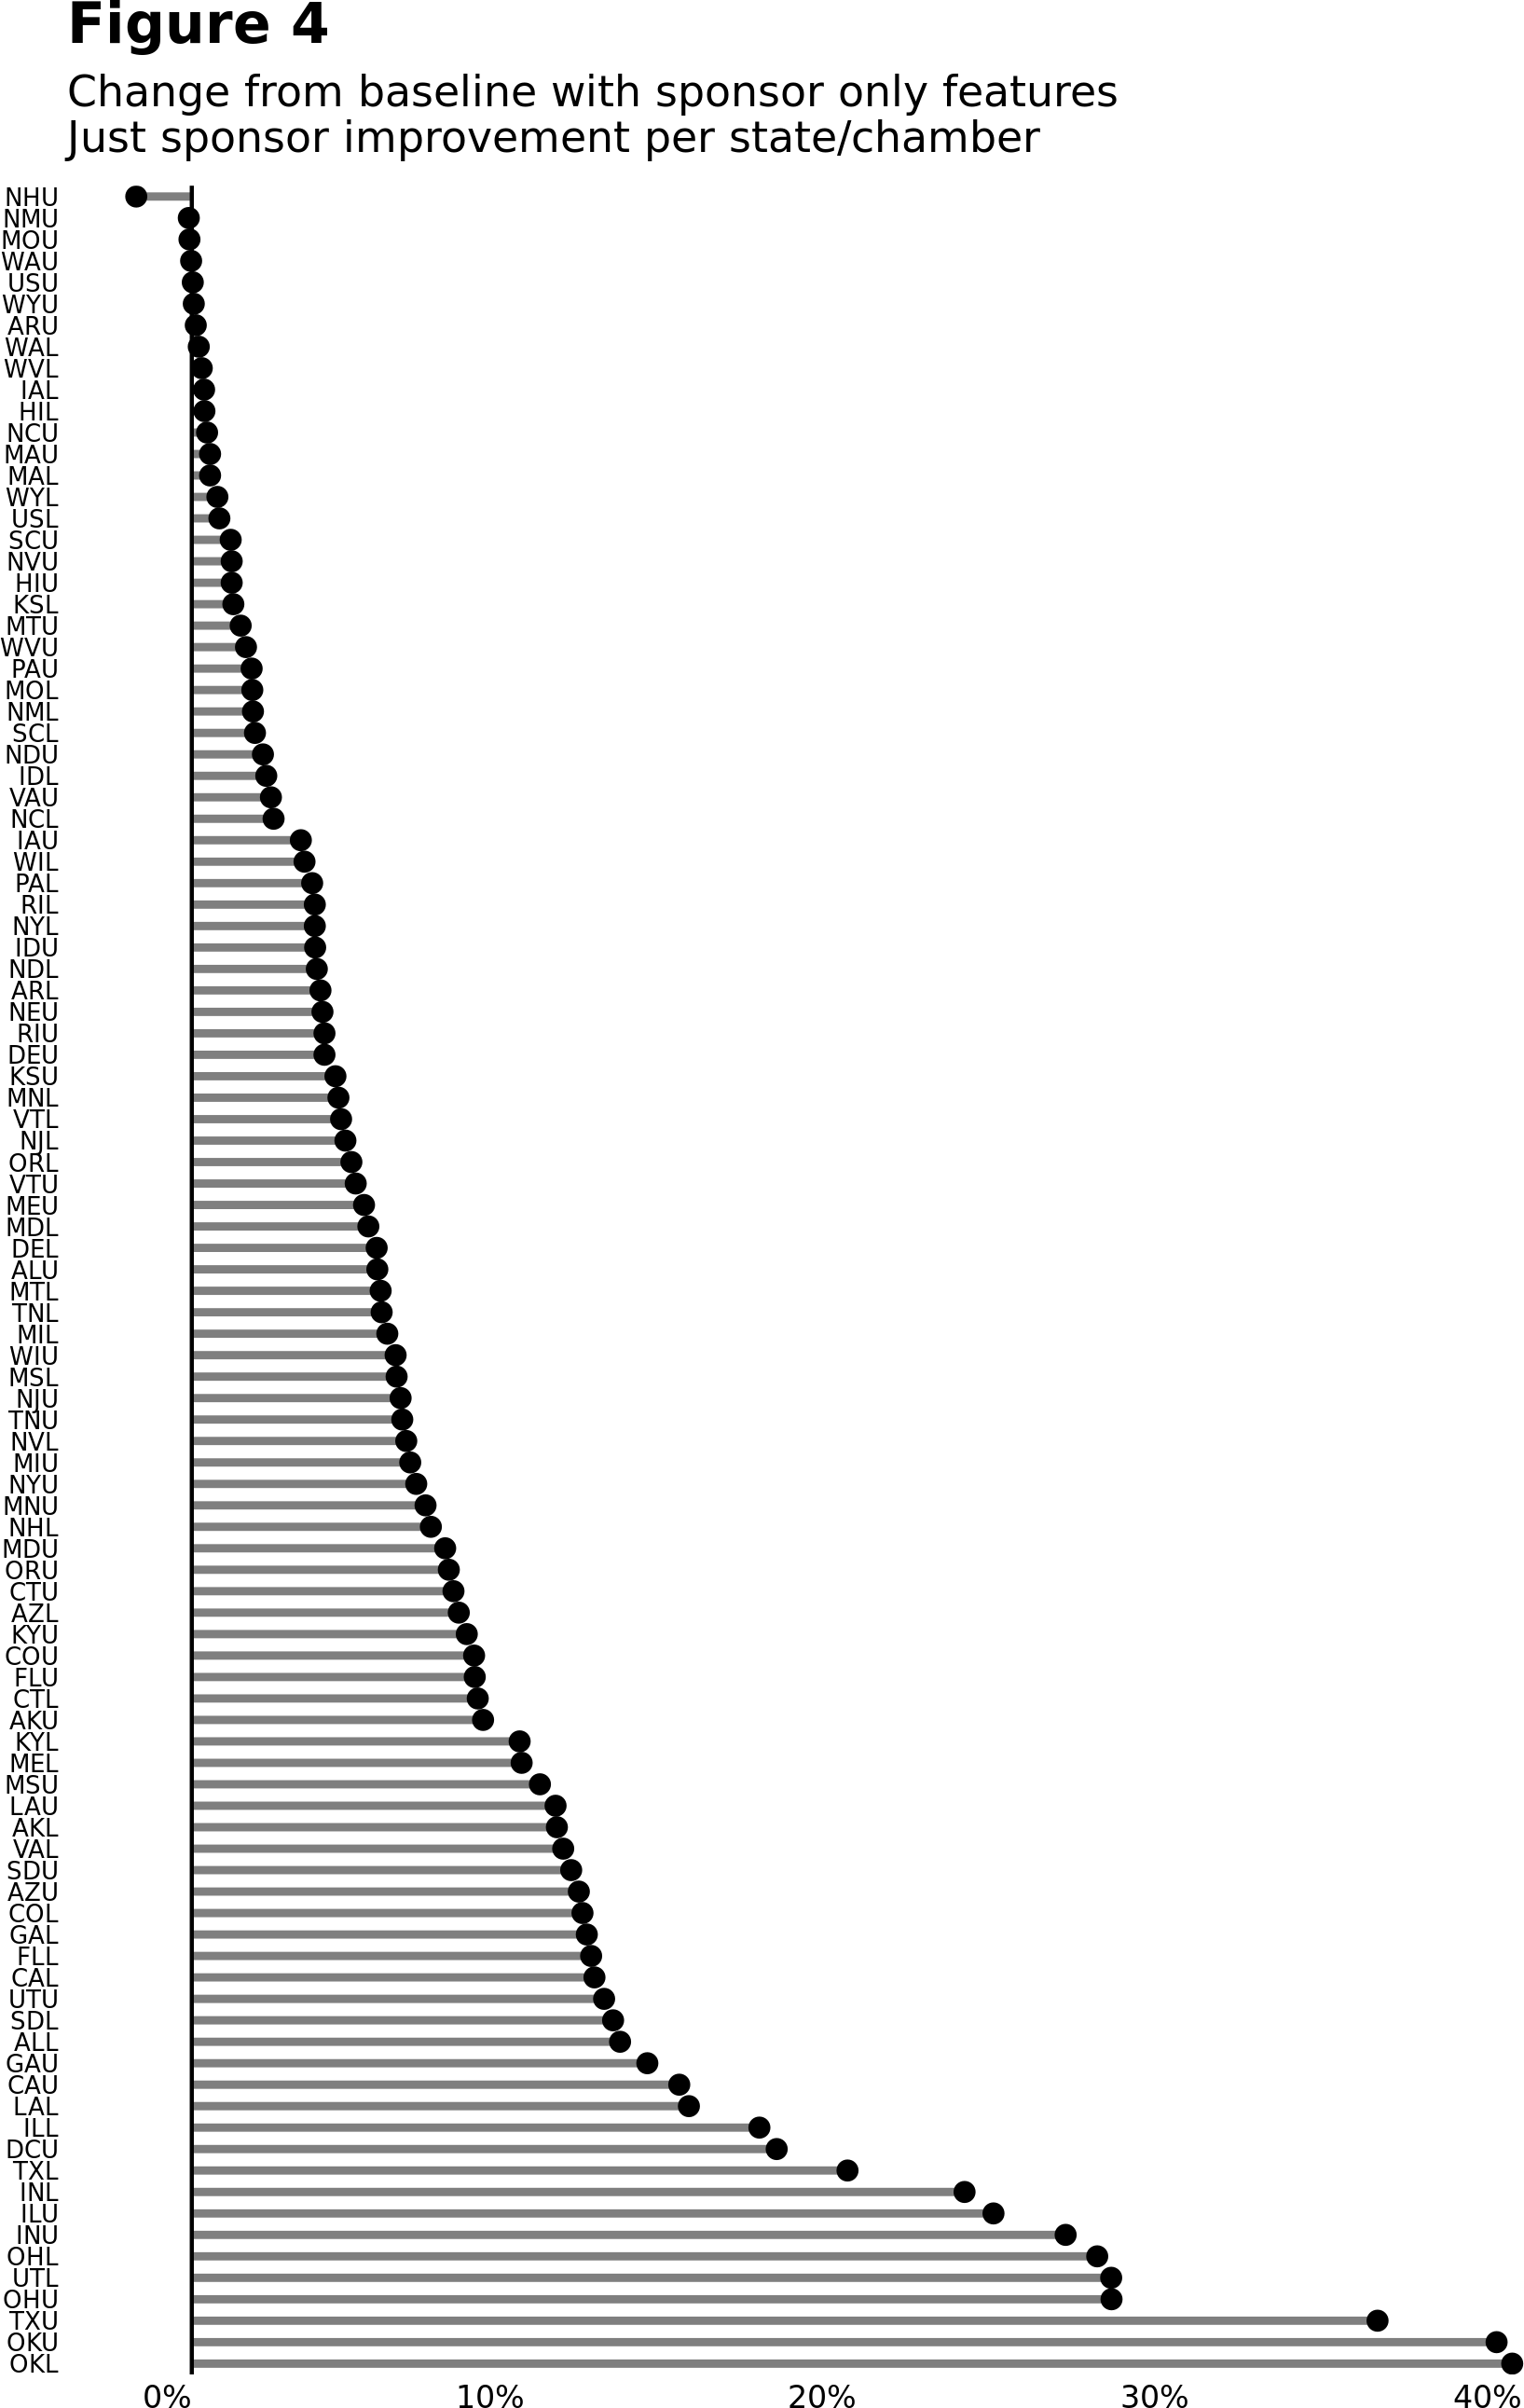 Figure 4
Change from baseline with sponsor only features
Just sponsor improvement per state/chamber
NHU
NMU
MOU
WAU
USU
WYU
ARU
WAL
WVL
IAL
HIL
NCU
MAU
MAL
WYL
USL
SCU
NVU
HIU
KSL
MTU
WVU
PAU
MOL
NML
SCL
NDU
IDL
VAU
NCL
IAU
WIL
PAL
RIL
NYL
IDU
NDL
ARL
NEU
RIU
DEU
KSU
MNL
VTL
NJL
ORL
VTU
MEU
MDL
DEL
ALU
MTL
TNL
MIL
WIU
MSL
NJU
TNU
NVL
MIU
NYU
MNU
NHL
MDU
ORU
CTU
AZL
KYU
COU
FLU
CTL
AKU
KYL
MEL
MSU
LAU
AKL
VAL
SDU
AZU
COL
GAL
FLL
CAL
UTU
SDL
ALL
GAU
CAU
LAL
ILL
DCU
TXL
INL
ILU
INU
OHL
UTL
OHU
TXU
OKU
OKL
0% 10% 20% 30% 40%